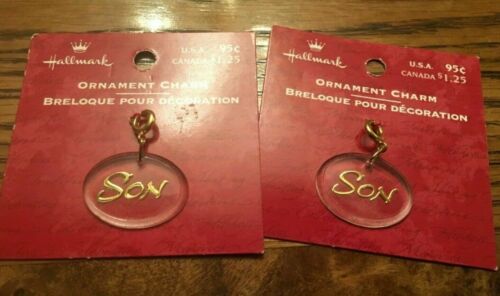 Hallmark
U.S.A. 95¢
CANADA $1.25
ORNAMENT CHARM
BRELOQUE POUR DÉCORATION
SON
Hallmark
U.S.A. 95¢
CANADA $1.25
ORNAMENT CHARM
BRELOQUE POUR DÉCORATION
SON